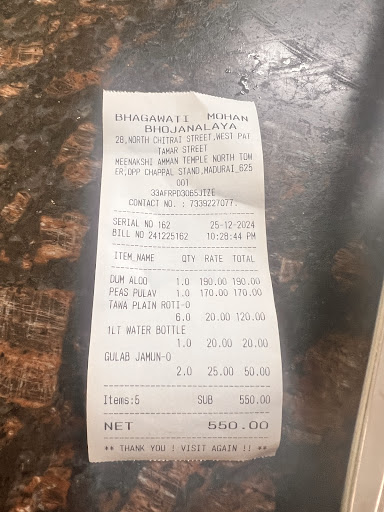 BHAGAWATI MOHAN
BHOJANALAYA
28,NORTH CHITRAI STREET,WEST PAT
TAMAR STREET
MEENAKSHI AMMAN TEMPLE NORTH TOW
ER,OPP CHAPPAL STAND,MADURAI_625
001
33AFRPD3065J1ZE
CONTACT NO. : 7339227077.
SERIAL NO 162 25-12-2024
BILL NO 241225162 10:28:44 PM
ITEM_NAME QTY RATE TOTAL
DUM ALOO 1.0 190.00 190.00
PEAS PULAV 1.0 170.00 170.00
TAWA PLAIN ROTI-O
6.0 20.00 120.00
1LT WATER BOTTLE
1.0 20.00 20.00
GULAB JAMUN-O
2.0 25.00 50.00
Items:5 SUB 550.00
NET 550.00
** THANK YOU ! VISIT AGAIN !! **